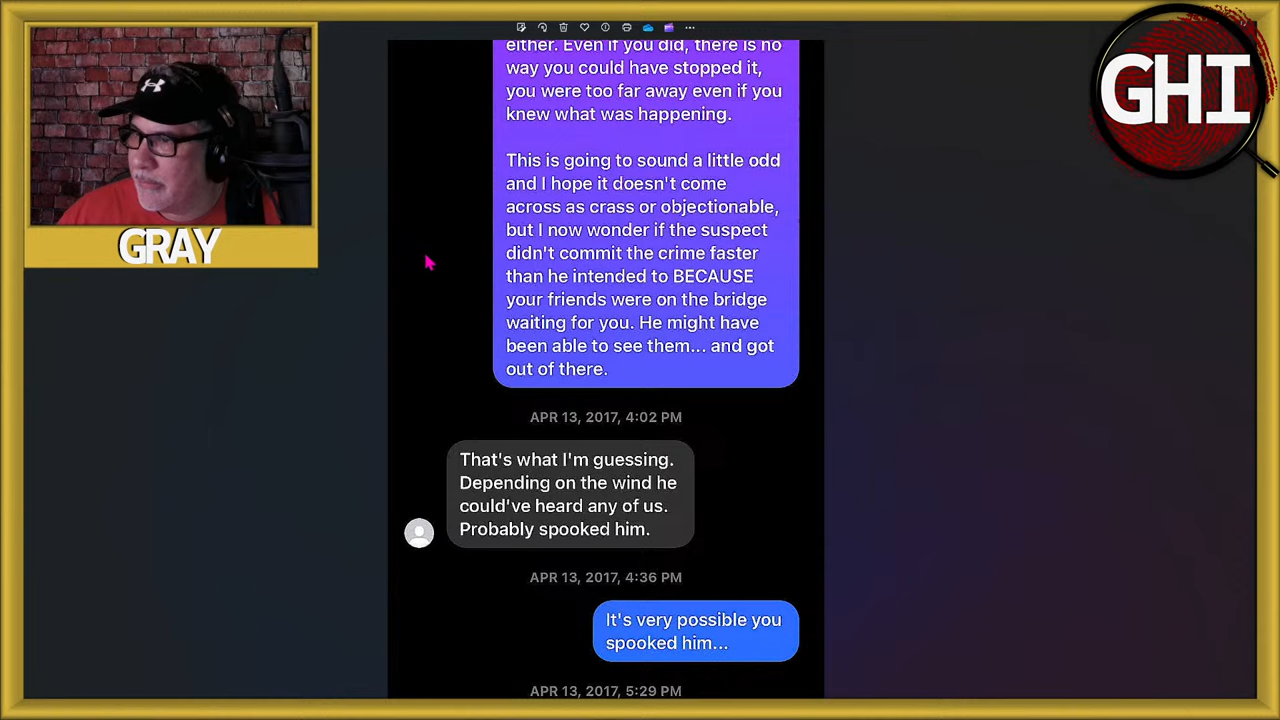 GHI
GRAY
either. Even if you did, there is no
way you could have stopped it,
you were too far away even if you
knew what was happening.
This is going to sound a little odd
and I hope it doesn't come
across as crass or objectionable,
but I now wonder if the suspect
didn't commit the crime faster
than he intended to BECAUSE
your friends were on the bridge
waiting for you. He might have
been able to see them... and got
out of there.
APR 13, 2017, 4:02 PM
That's what I'm guessing.
Depending on the wind he
could've heard any of us.
Probably spooked him.
APR 13, 2017, 4:36 PM
It's very possible you
spooked him...
APR 13, 2017, 5:29 PM